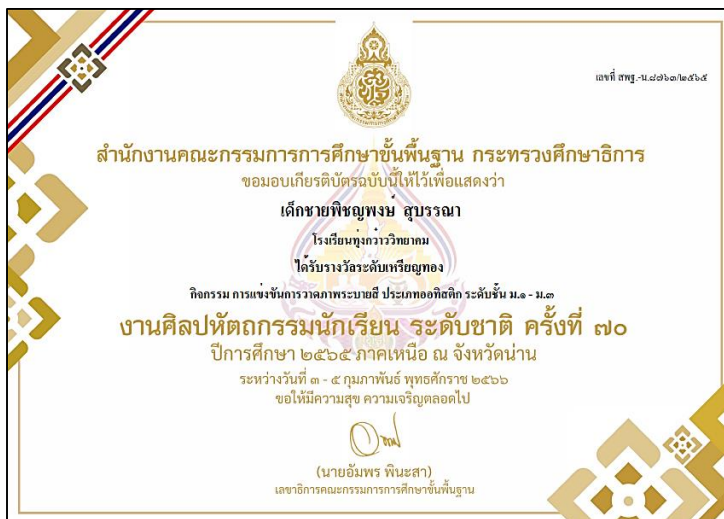 เลขที่ สพฐ.-น.๘๗๖๓/๒๕๖๕
สำนักงานคณะกรรมการการศึกษาขั้นพื้นฐาน กระทรวงศึกษาธิการ
ขอมอบเกียรติบัตรฉบับนี้ให้ไว้เพื่อแสดงว่า
เด็กชายพิชญพงษ์ สุบรรณา
โรงเรียนทุ่งกว๋าววิทยาคม
ได้รับรางวัลระดับเหรียญทอง
กิจกรรม การแข่งขันการวาดภาพระบายสี ประเภทออทิสติก ระดับชั้น ม.๑ - ม.๓
งานศิลปหัตถกรรมนักเรียน ระดับชาติ ครั้งที่ ๗๐
ปีการศึกษา ๒๕๖๕ ภาคเหนือ ณ จังหวัดน่าน
ระหว่างวันที่ ๓ - ๕ กุมภาพันธ์ พุทธศักราช ๒๕๖๖
ขอให้มีความสุข ความเจริญตลอดไป
(นายอัมพร พินะสา)
เลขาธิการคณะกรรมการการศึกษาขั้นพื้นฐาน